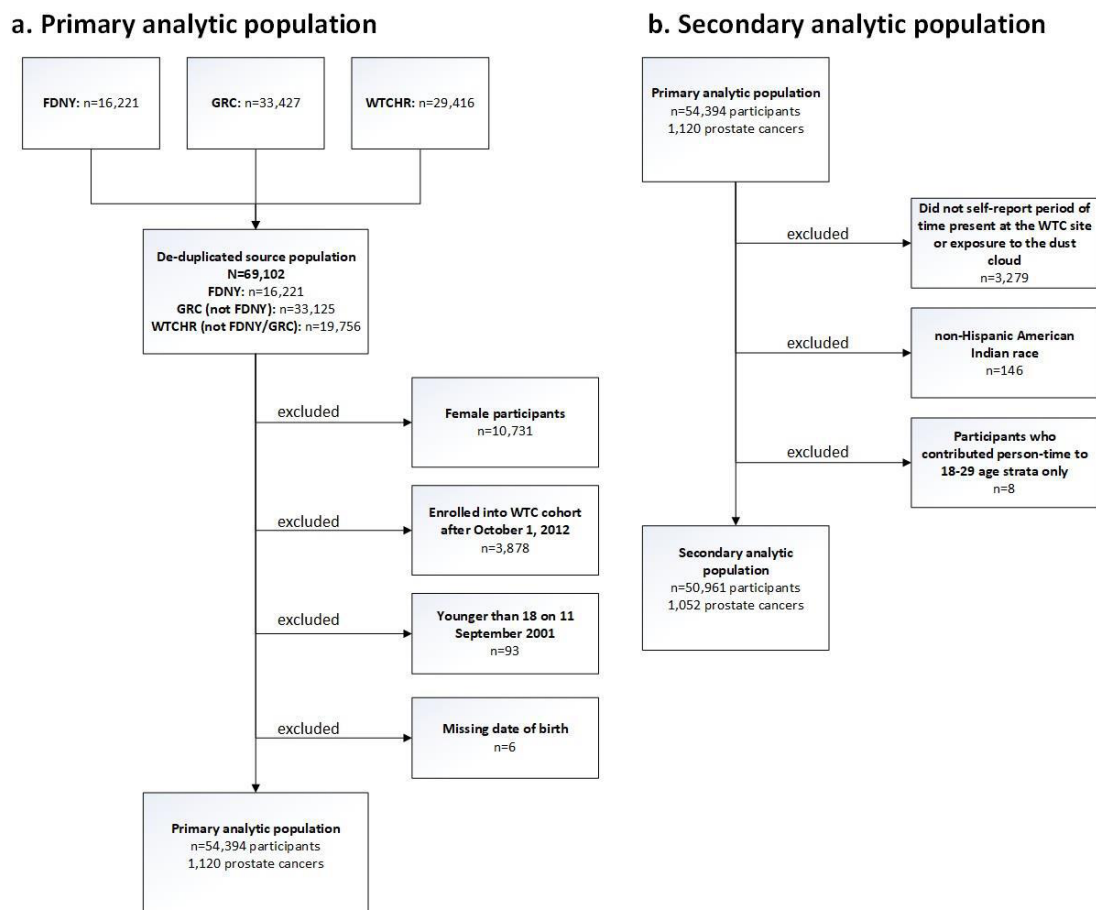 a. Primary analytic population
FDNY: n=16,221
GRC: n=33,427
WTCHR: n=29,416
De-duplicated source population
N=69,102
FDNY: n=16,221
GRC (not FDNY): n=33,125
WTCHR (not FDNY/GRC): n=19,756
excluded
Female participants
n=10,731
excluded
Enrolled into WTC cohort
after October 1, 2012
n=3,878
excluded
Younger than 18 on 11
September 2001
n=93
excluded
Missing date of birth
n=6
Primary analytic population
n=54,394 participants
1,120 prostate cancers
b. Secondary analytic population
Primary analytic population
n=54,394 participants
1,120 prostate cancers
excluded
Did not self-report period of
time present at the WTC site
or exposure to the dust
cloud
n=3,279
excluded
non-Hispanic American
Indian race
n=146
excluded
Participants who
contributed person-time to
18-29 age strata only
n=8
Secondary analytic
population
n=50,961 participants
1,052 prostate cancers